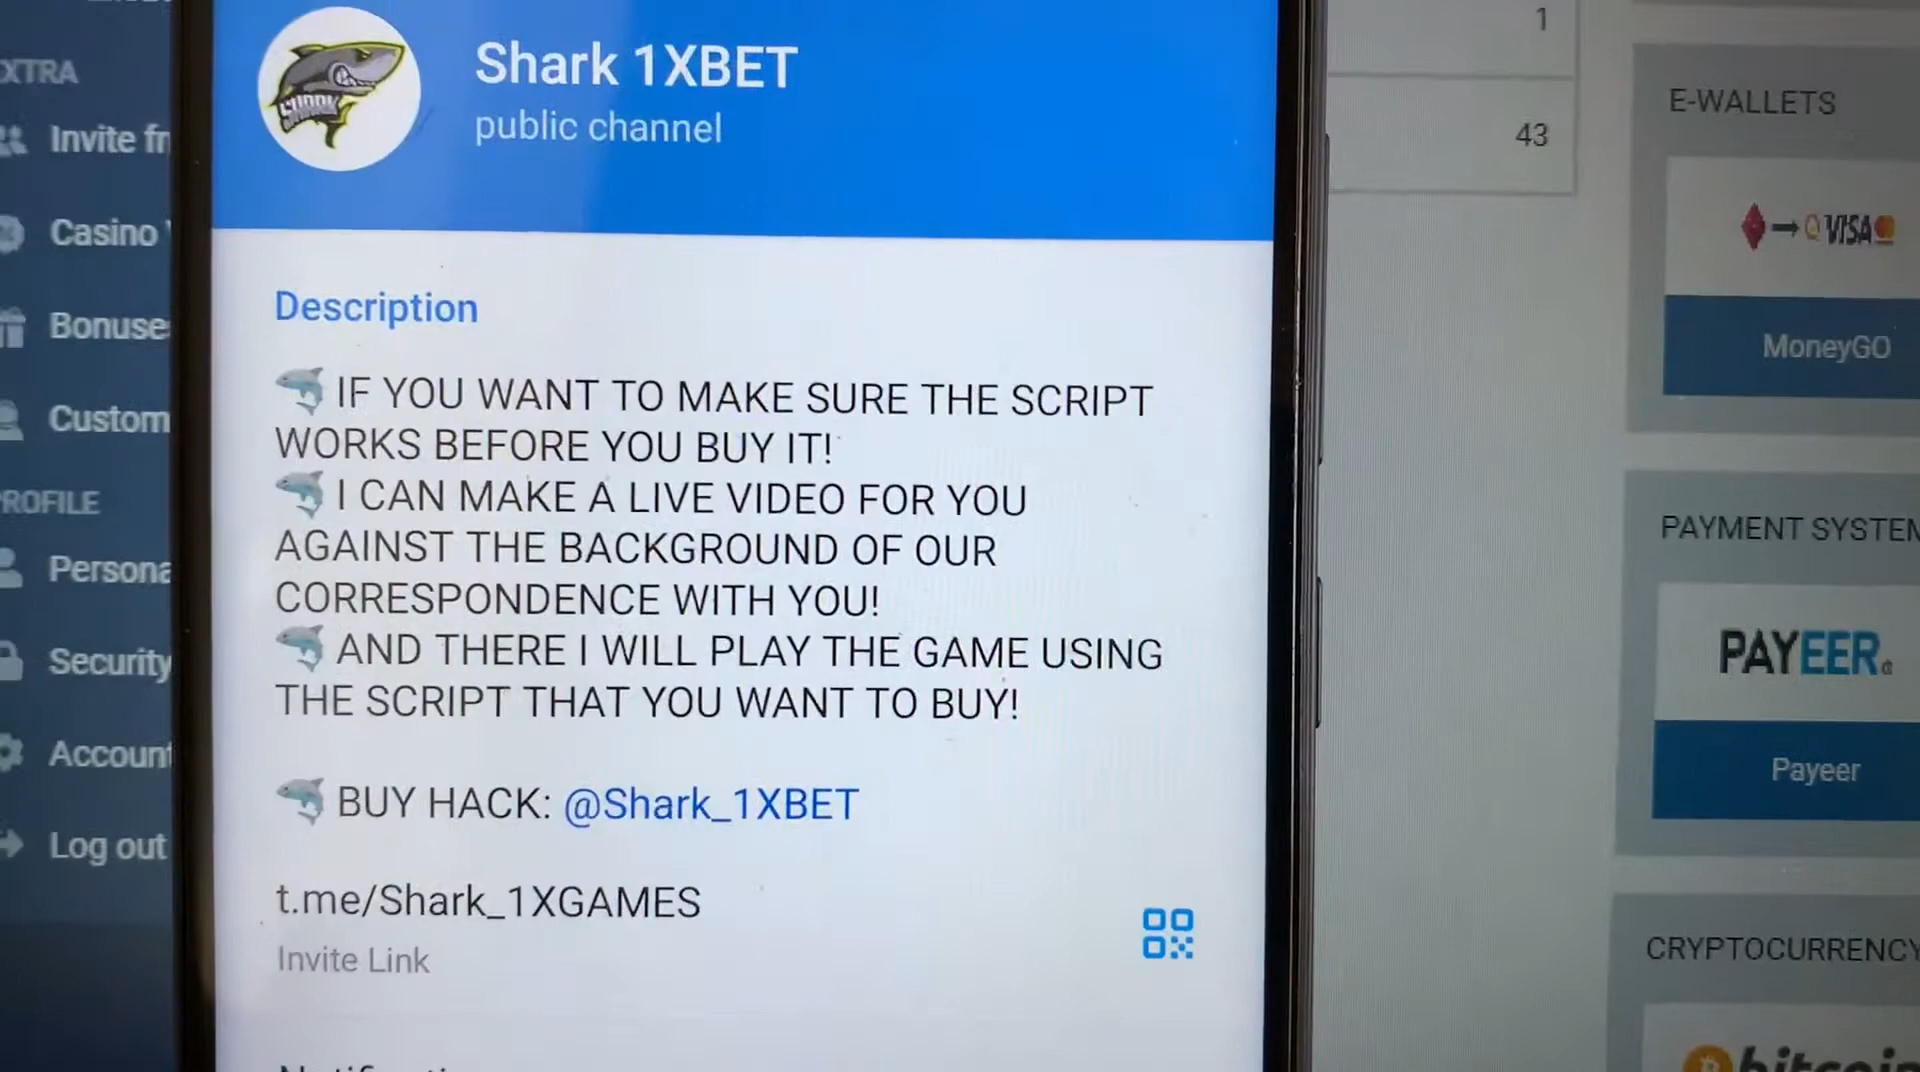 XTRA
Invite fr
Casino
Bonuse
Custom
ROFILE
Persona
Security
Account
Log out
Shark 1XBET
public channel
Description
IF YOU WANT TO MAKE SURE THE SCRIPT
WORKS BEFORE YOU BUY IT!
I CAN MAKE A LIVE VIDEO FOR YOU
AGAINST THE BACKGROUND OF OUR
CORRESPONDENCE WITH YOU!
AND THERE I WILL PLAY THE GAME USING
THE SCRIPT THAT YOU WANT TO BUY!
BUY HACK: @Shark_1XBET
t.me/Shark_1XGAMES
Invite Link
1
43
E-WALLETS
VISA
MoneyGO
PAYMENT SYSTEM
PAYEER
Payeer
CRYPTOCURRENCY
bitcoin